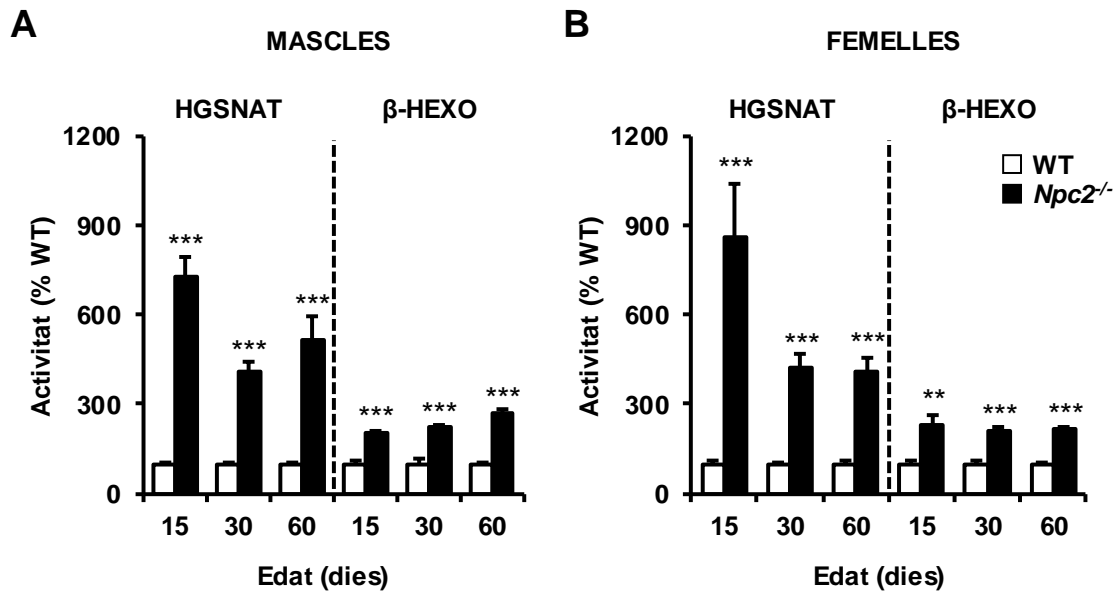 A
MASCLES
HGSNAT β-HEXO
1200
900
600
300
0
Activitat (% WT)
***
***
***
***
***
***
15 30 60 15 30 60
Edat (dies)
B
FEMELLES
HGSNAT β-HEXO
1200
900
600
300
0
Activitat (% WT)
***
***
***
**
***
***
WT
Npc2-/-
15 30 60 15 30 60
Edat (dies)